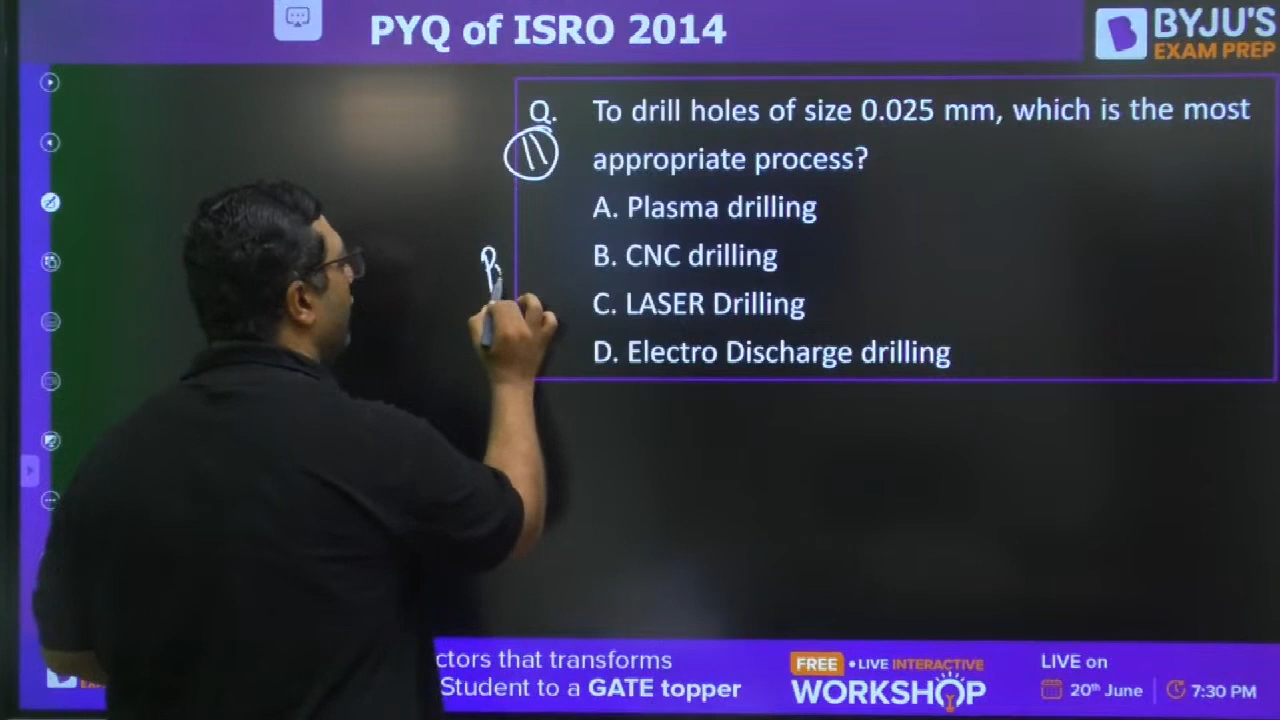 PYQ of ISRO 2014
BYJU'S
EXAM PREP
Q. To drill holes of size 0.025 mm, which is the most
appropriate process?
A. Plasma drilling
B. CNC drilling
C. LASER Drilling
D. Electro Discharge drilling
ctors that transforms
Student to a GATE topper
FREE • LIVE INTERACTIVE
WORKSHOP
LIVE on
20th June
7:30 PM